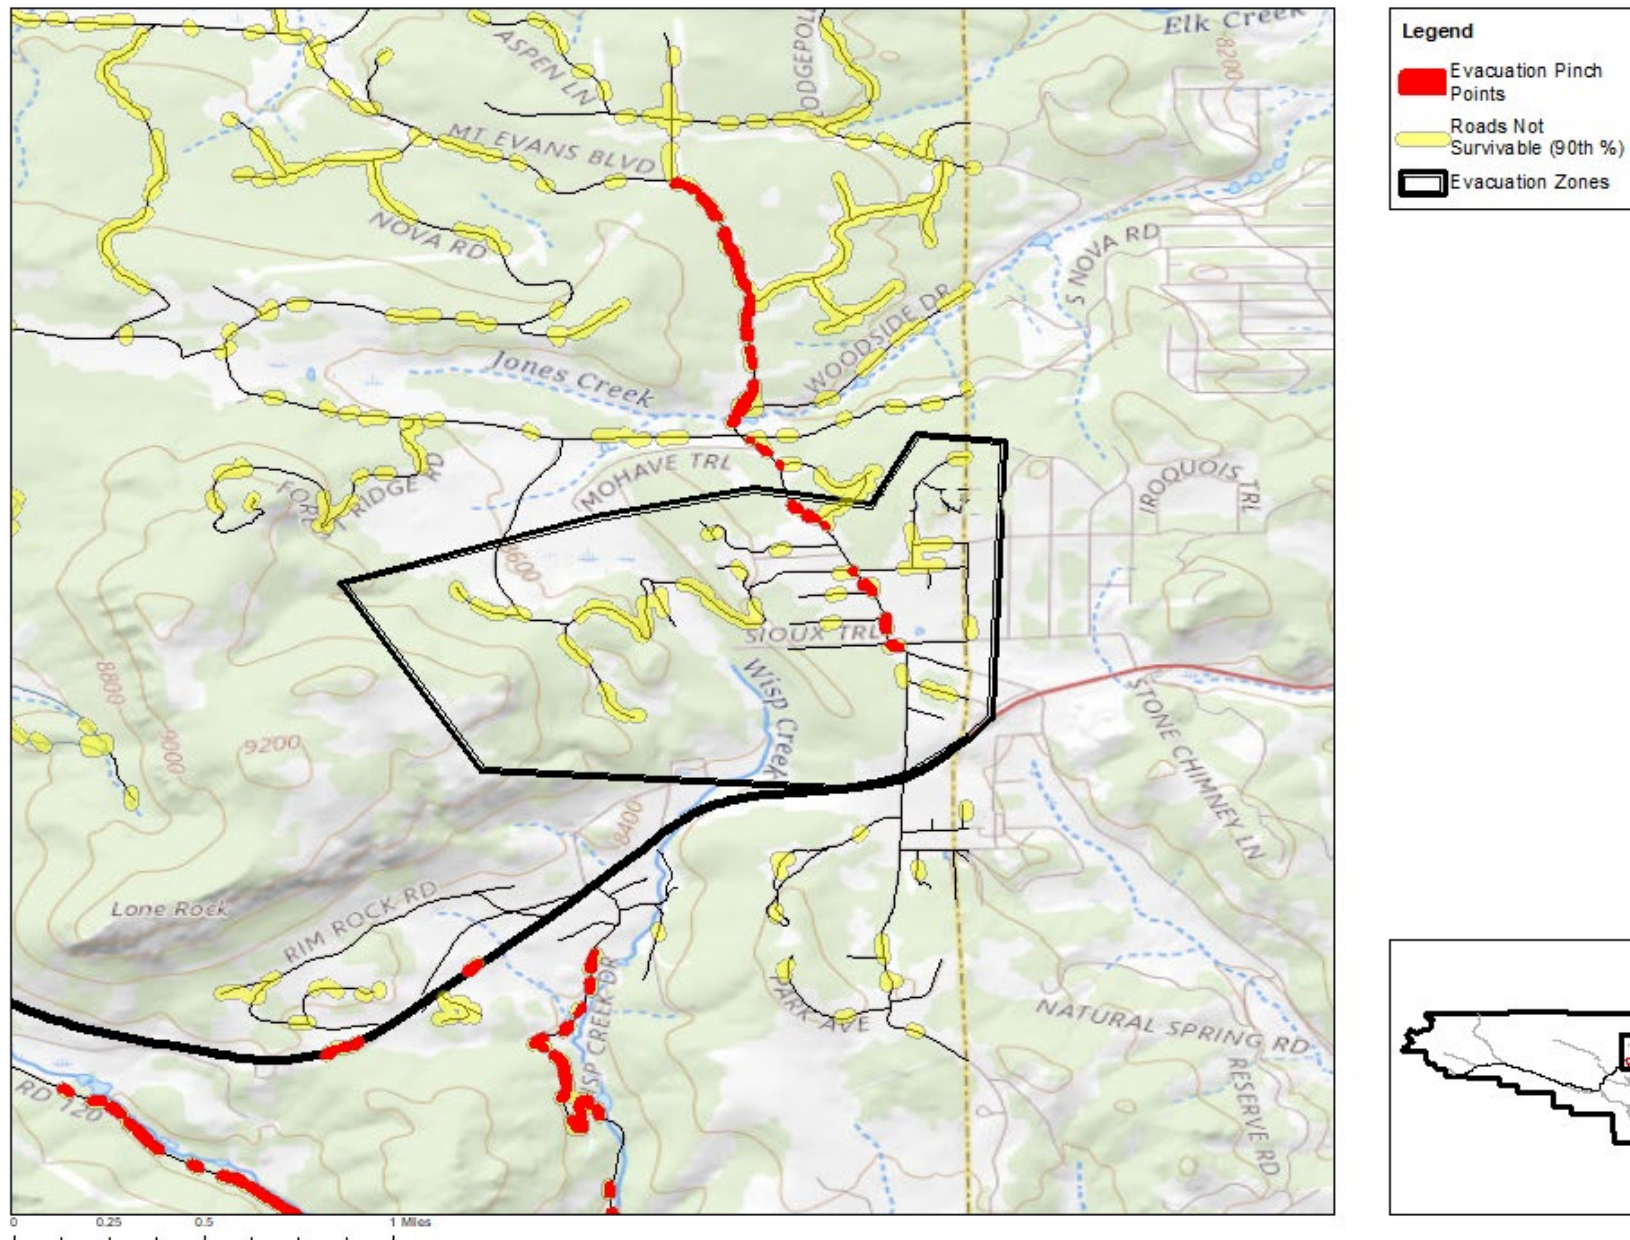 Elk Creek
8200
ASPEN LN
MT EVANS BLVD
NOVA RD
S NOVA RD
WOODSIDE DR
Jones Creek
MOHAVE TRL
IROQUOIS TRL
RIDGE RD
8600
SIOUX TRL
Wisp Creek
8800
9000
9200
STONE CHIMNEY LN
8400
Lone Rock
RIM ROCK RD
WISP CREEK DR
PARK AVE
NATURAL SPRING RD
RESERVE RD
RD 120
0 0.25 0.5 1 Miles
Legend
Evacuation Pinch
Points
Roads Not
Survivable (90th %)
Evacuation Zones